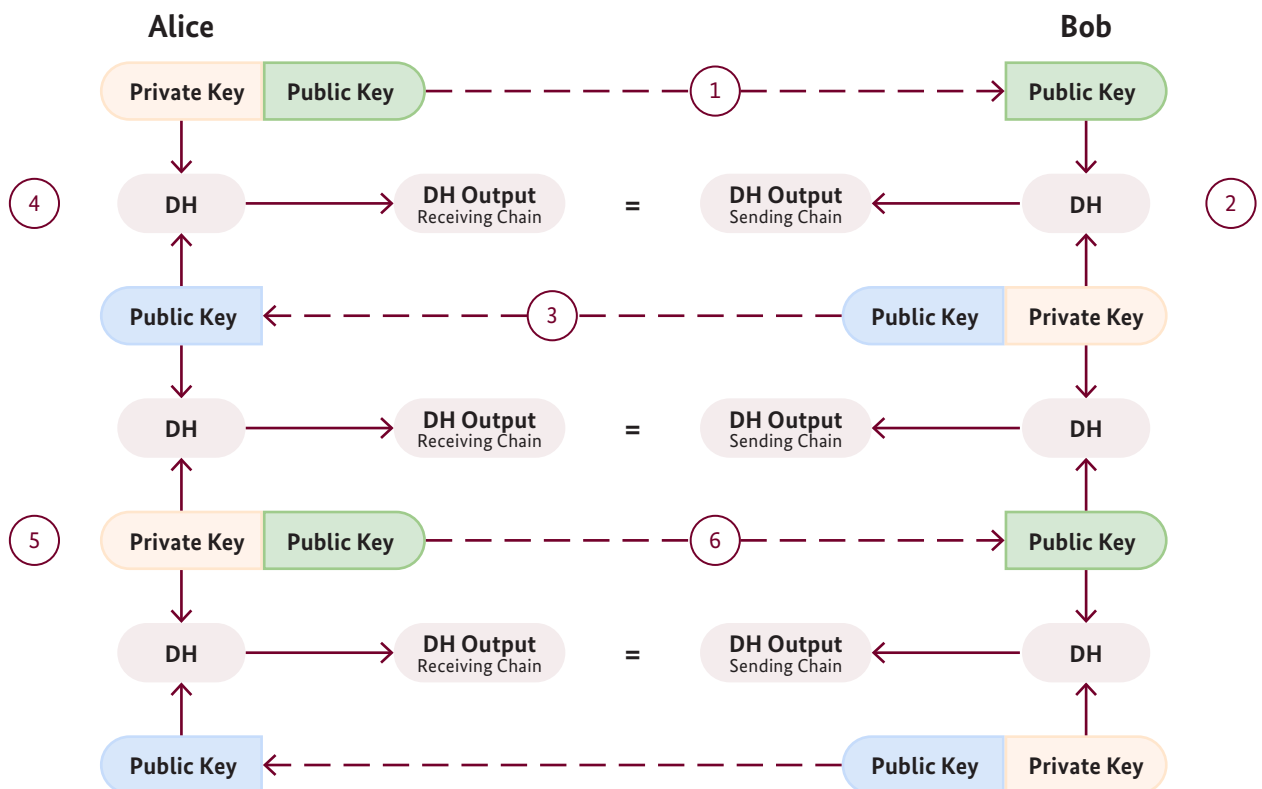 Alice
Bob
Private Key
Public Key
1
Public Key
4
DH
DH Output
Receiving Chain
=
DH Output
Sending Chain
DH
2
Public Key
3
Public Key
Private Key
DH
DH Output
Receiving Chain
=
DH Output
Sending Chain
DH
5
Private Key
Public Key
6
Public Key
DH
DH Output
Receiving Chain
=
DH Output
Sending Chain
DH
Public Key
Public Key
Private Key